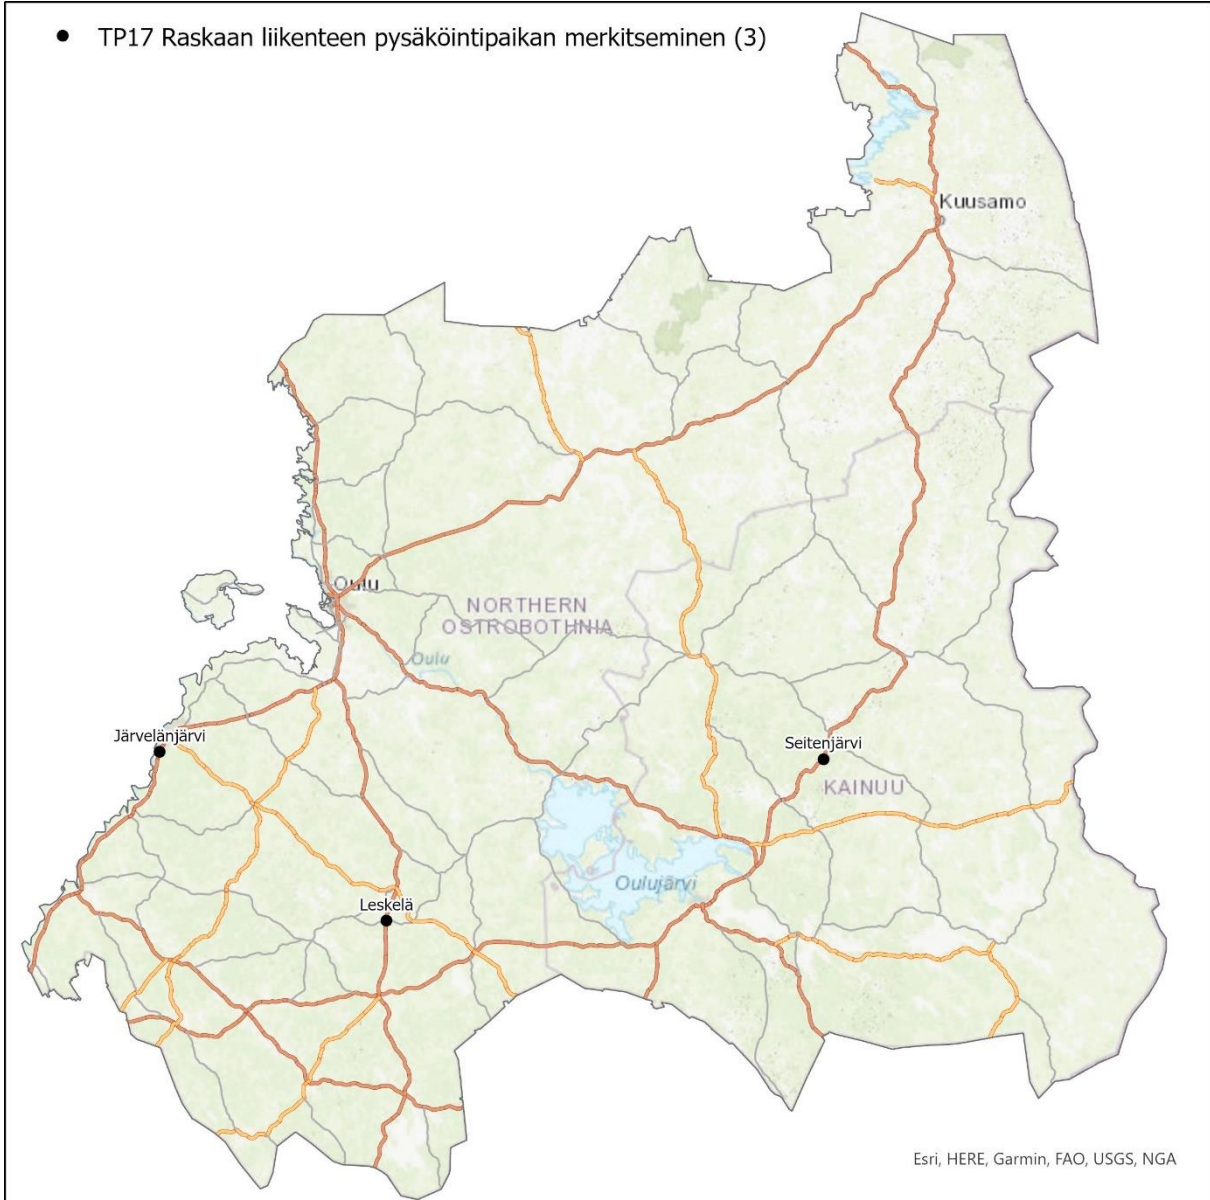 TP17 Raskaan liikenteen pysäköintipaikan merkitseminen (3)
Kuusamo
Oulu
NORTHERN
OSTROBOTHNIA
Oulu
Järvelänjärvi
Seitenjärvi
KAINUU
Oulujärvi
Leskelä
Esri, HERE, Garmin, FAO, USGS, NGA